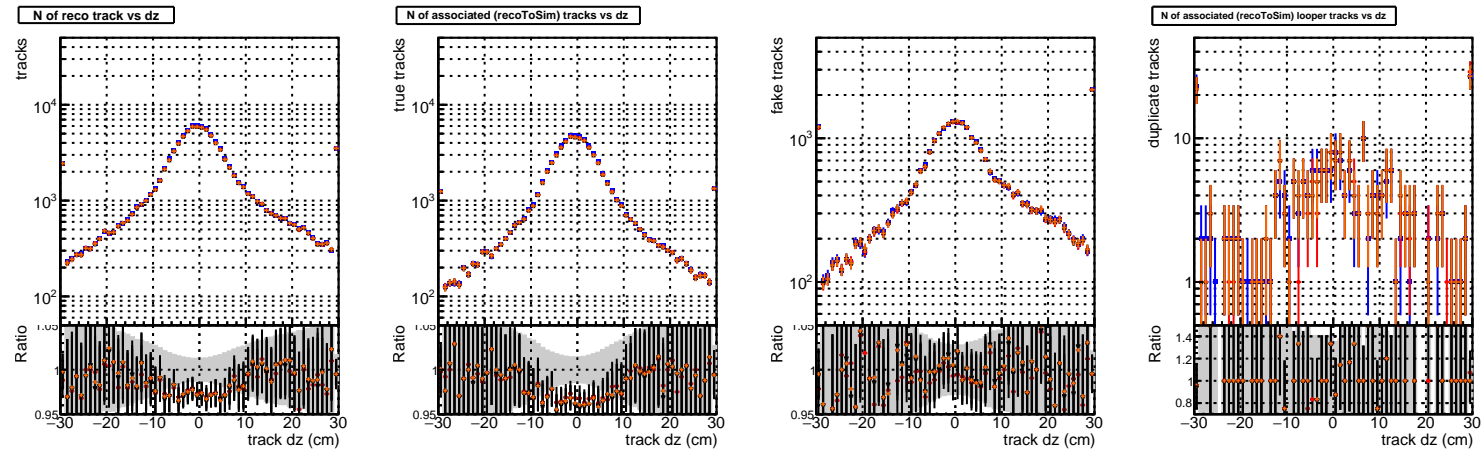 N of reco track vs dz
tracks
10⁴
10³
10²
Ratio
1.05
1
0.95
−30 −20 −10 0 10 20 30
track dz (cm)
N of associated (recoToSim) tracks vs dz
true tracks
10⁴
10³
10²
Ratio
1.05
1
0.95
−30 −20 −10 0 10 20 30
track dz (cm)
fake tracks
10³
10²
Ratio
1.05
1
0.95
−30 −20 −10 0 10 20 30
track dz (cm)
N of associated (recoToSim) looper tracks vs dz
duplicate tracks
10
1
Ratio
1.4
1.2
1
0.8
−30 −20 −10 0 10 20 30
track dz (cm)